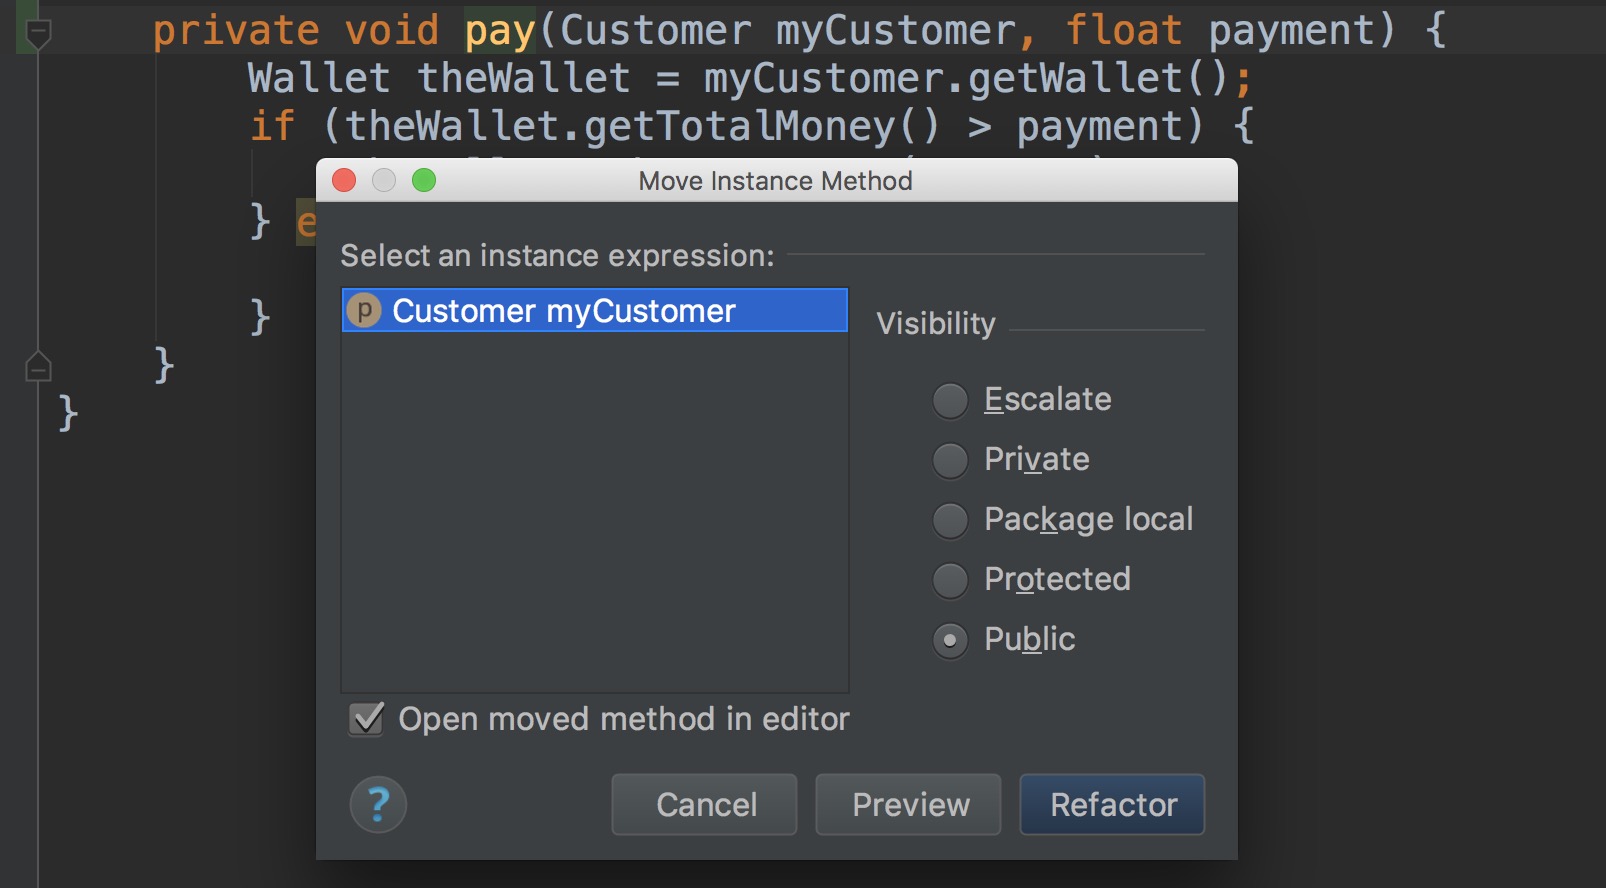 private void pay(Customer myCustomer, float payment) {
Wallet theWallet = myCustomer.getWallet();
if (theWallet.getTotalMoney() > payment) {
} e
}
}
}
Move Instance Method
Select an instance expression:
p Customer myCustomer
Visibility
Escalate
Private
Package local
Protected
Public
Open moved method in editor
? Cancel Preview Refactor